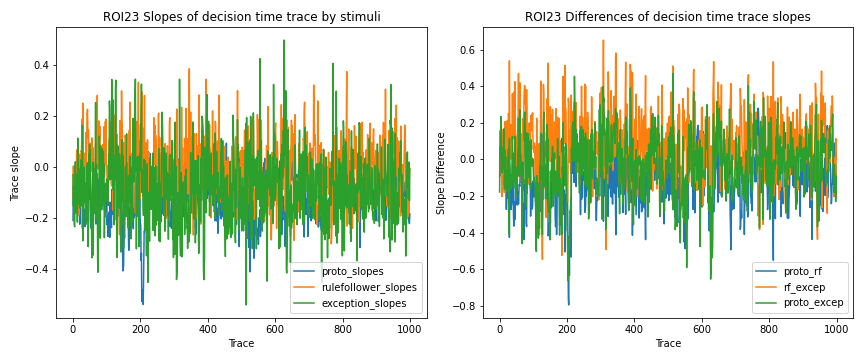 ROI23 Slopes of decision time trace by stimuli
Trace slope
0.4
0.2
0.0
−0.2
−0.4
0
200
400
600
800
1000
Trace
proto_slopes
rulefollower_slopes
exception_slopes
ROI23 Differences of decision time trace slopes
Slope Difference
0.6
0.4
0.2
0.0
−0.2
−0.4
−0.6
−0.8
0
200
400
600
800
1000
Trace
proto_rf
rf_excep
proto_excep